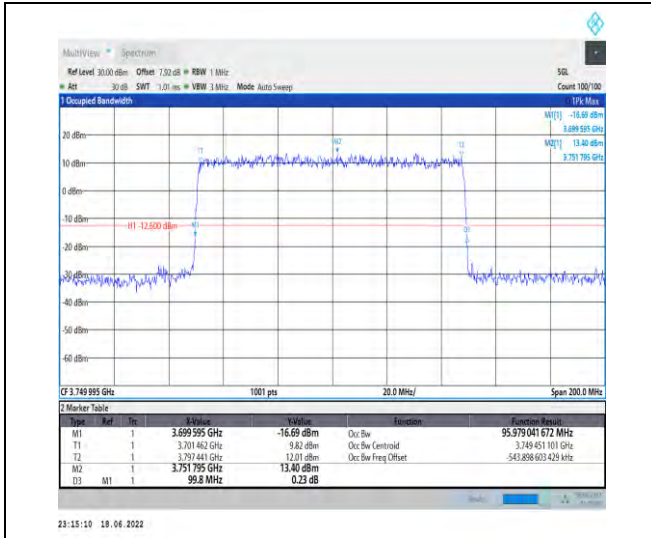 MultiView Spectrum
Ref Level 30.00 dBm Offset 7.92 dB RBW 1 MHz SGL
Att 30 dB SWT 1.01 ms VBW 3 MHz Mode Auto Sweep Count 100/100
1 Occupied Bandwidth 1Pk Max
M1[1] -16.69 dBm
3.699 595 GHz
M2[1] 13.40 dBm
3.751 795 GHz
20 dBm
T1 M2 T2
10 dBm
0 dBm
-10 dBm
H1 -12.600 dBm M1
D3
-20 dBm
-30 dBm
-40 dBm
-50 dBm
-60 dBm
CF 3.749 995 GHz 1001 pts 20.0 MHz/ Span 200.0 MHz
2 Marker Table
Type Ref Trc X-Value Y-Value Function Function Result
M1 1 3.699 595 GHz -16.69 dBm Occ Bw 95.979 041 672 MHz
T1 1 3.701 462 GHz 9.82 dBm Occ Bw Centroid 3.749 451 101 GHz
T2 1 3.797 441 GHz 12.01 dBm Occ Bw Freq Offset -543.898 603 429 kHz
M2 1 3.751 795 GHz 13.40 dBm
D3 M1 1 99.8 MHz 0.23 dB
23:15:10 18.06.2022